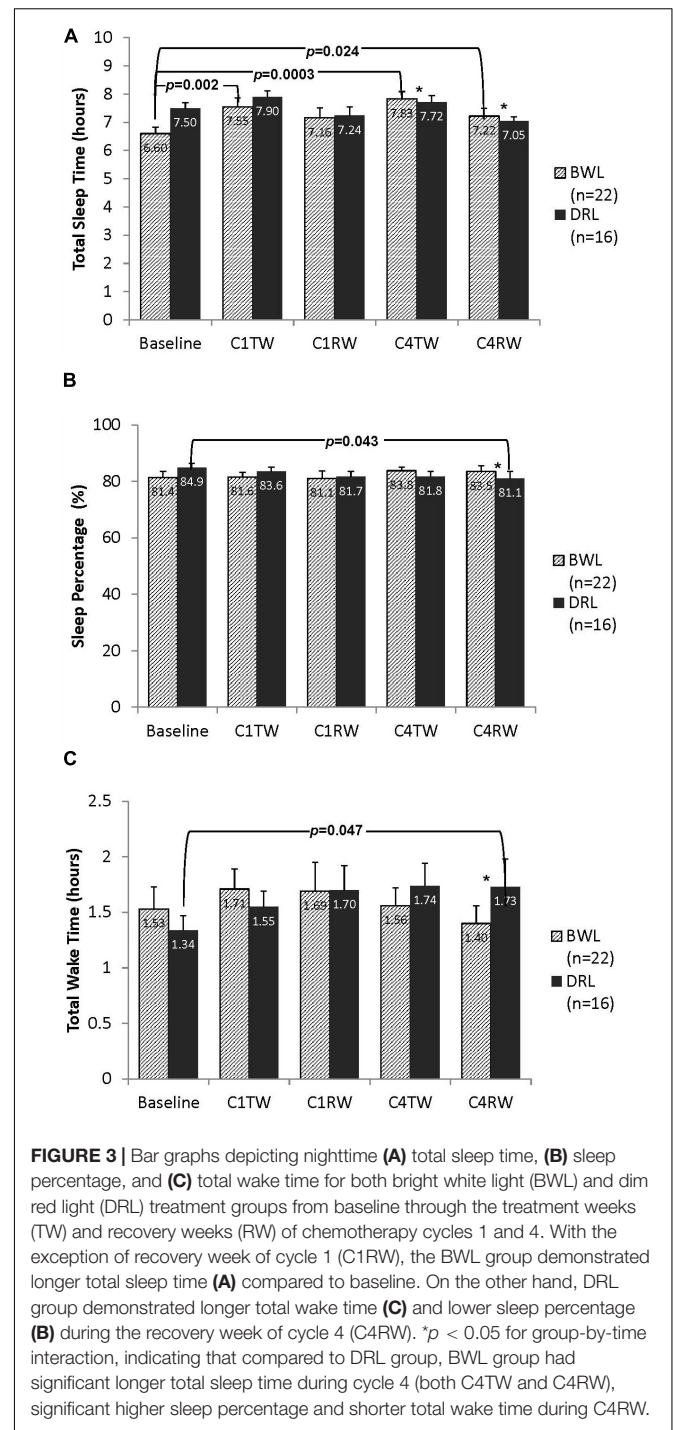 A
10
9
8
7
6
5
4
3
2
1
0
Total Sleep Time (hours)
p=0.024
p=0.0003
p=0.002
*
*
6.60
7.50
7.55
7.90
7.16
7.24
7.83
7.72
7.22
7.05
Baseline C1TW C1RW C4TW C4RW
BWL
(n=22)
DRL
(n=16)
B
100
80
60
40
20
0
Sleep Percentage (%)
p=0.043
*
81.4
84.9
81.6
83.6
81.1
81.7
83.8
81.8
83.5
81.1
Baseline C1TW C1RW C4TW C4RW
BWL
(n=22)
DRL
(n=16)
C
2.5
2
1.5
1
0.5
0
Total Wake Time (hours)
p=0.047
*
1.53
1.34
1.71
1.55
1.69
1.70
1.56
1.74
1.40
1.73
Baseline C1TW C1RW C4TW C4RW
BWL
(n=22)
DRL
(n=16)
FIGURE 3 | Bar graphs depicting nighttime (A) total sleep time, (B) sleep
percentage, and (C) total wake time for both bright white light (BWL) and dim
red light (DRL) treatment groups from baseline through the treatment weeks
(TW) and recovery weeks (RW) of chemotherapy cycles 1 and 4. With the
exception of recovery week of cycle 1 (C1RW), the BWL group demonstrated
longer total sleep time (A) compared to baseline. On the other hand, DRL
group demonstrated longer total wake time (C) and lower sleep percentage
(B) during the recovery week of cycle 4 (C4RW). *p < 0.05 for group-by-time
interaction, indicating that compared to DRL group, BWL group had
significant longer total sleep time during cycle 4 (both C4TW and C4RW),
significant higher sleep percentage and shorter total wake time during C4RW.